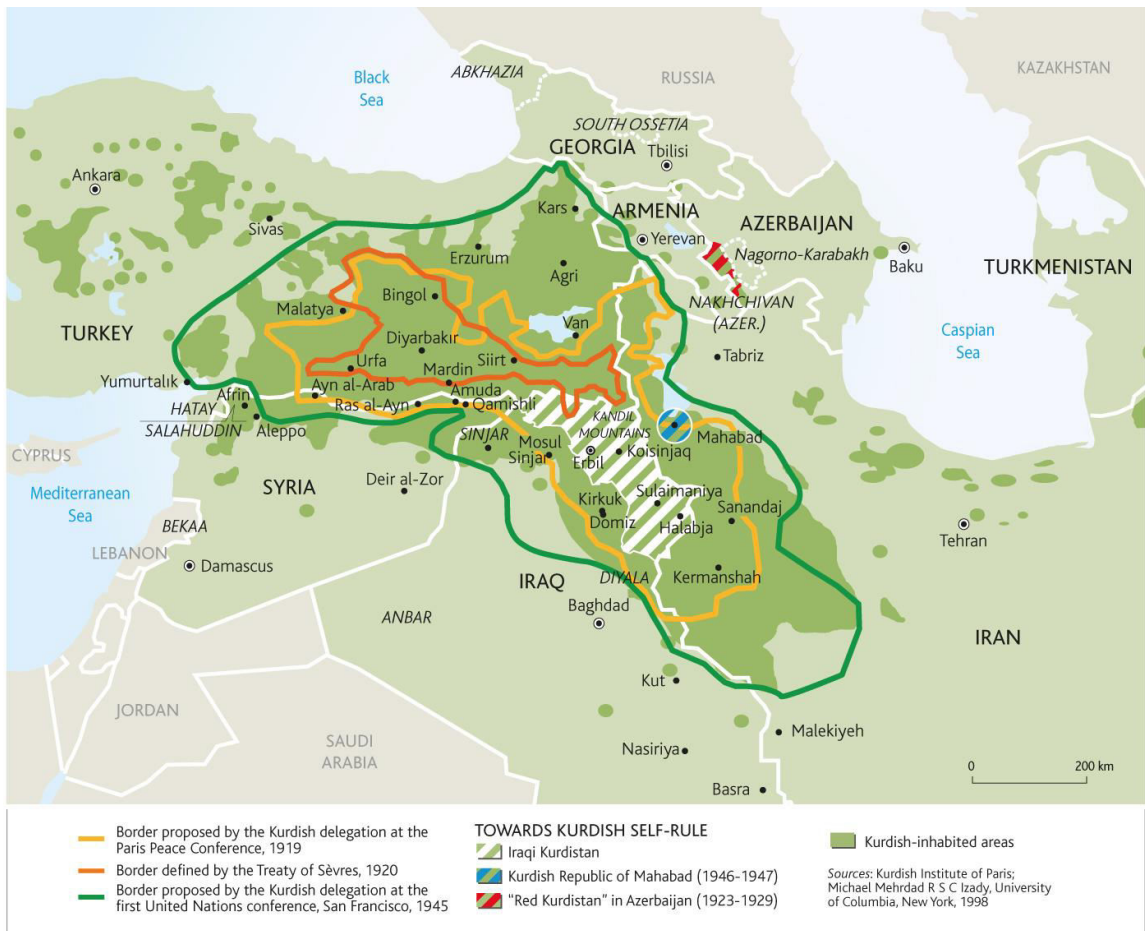 KAZAKHSTAN
ABKHAZIA
RUSSIA
Black
Sea
SOUTH OSSETIA
GEORGIA
Tbilisi
Ankara
Kars
ARMENIA
AZERBAIJAN
Sivas
Yerevan
Nagorno-Karabakh
Baku
Erzurum
Agri
TURKMENISTAN
Bingol
NAKHCHIVAN
(AZER.)
Malatya
TURKEY
Van
Caspian
Sea
Diyarbakır
Tabriz
Urfa
Siirt
Mardin
Yumurtalık
Ayn al-Arab
Amuda
Afrin
Ras al-Ayn
Qamishli
HATAY
SALAHUDDIN
Aleppo
KANDIL
MOUNTAINS
Mahabad
SINJAR
Mosul
Sinjar
Erbil
Koisinjaq
CYPRUS
Deir al-Zor
SYRIA
Mediterranean
Sea
Kirkuk
Domiz
Sulaimaniya
Sanandaj
Halabja
BEKAA
Tehran
LEBANON
Damascus
IRAQ
DIYALA
Kermanshah
Baghdad
ANBAR
IRAN
Kut
JORDAN
Malekiyeh
SAUDI
ARABIA
Nasiriya
Basra
0 200 km
Border proposed by the Kurdish delegation at the
Paris Peace Conference, 1919
Border defined by the Treaty of Sèvres, 1920
Border proposed by the Kurdish delegation at the
first United Nations conference, San Francisco, 1945
TOWARDS KURDISH SELF-RULE
Iraqi Kurdistan
Kurdish Republic of Mahabad (1946-1947)
“Red Kurdistan” in Azerbaijan (1923-1929)
Kurdish-inhabited areas
Sources: Kurdish Institute of Paris;
Michael Mehrdad R S C Izady, University
of Columbia, New York, 1998